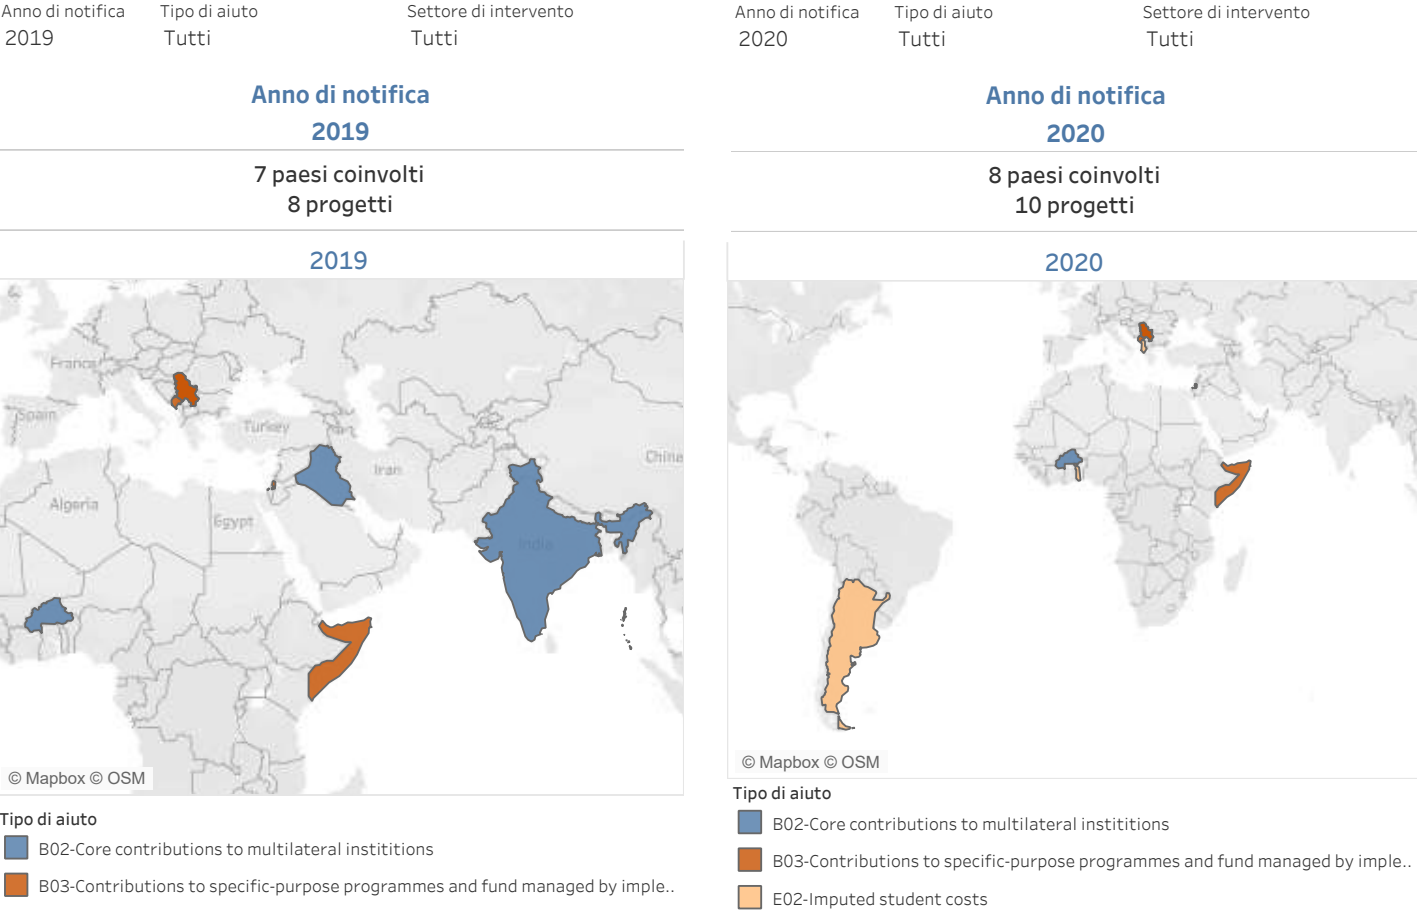 Anno di notifica
2019
Tipo di aiuto
Tutti
Settore di intervento
Tutti
Anno di notifica
2019
7 paesi coinvolti
8 progetti
2019
France
Spain
Turkey
Iran
China
Algeria
Egypt
India
© Mapbox © OSM
Tipo di aiuto
B02-Core contributions to multilateral instititions
B03-Contributions to specific-purpose programmes and fund managed by imple..
Anno di notifica
2020
Tipo di aiuto
Tutti
Settore di intervento
Tutti
Anno di notifica
2020
8 paesi coinvolti
10 progetti
2020
© Mapbox © OSM
Tipo di aiuto
B02-Core contributions to multilateral instititions
B03-Contributions to specific-purpose programmes and fund managed by imple..
E02-Imputed student costs